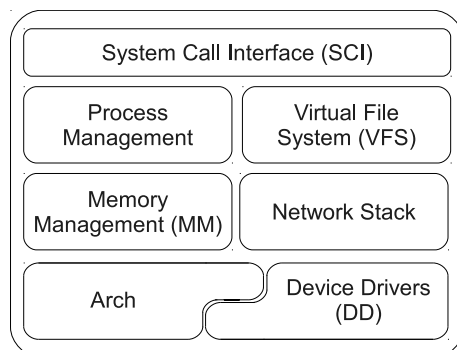 System Call Interface (SCI)
Process
Management
Virtual File
System (VFS)
Memory
Management (MM)
Network Stack
Arch
Device Drivers
(DD)